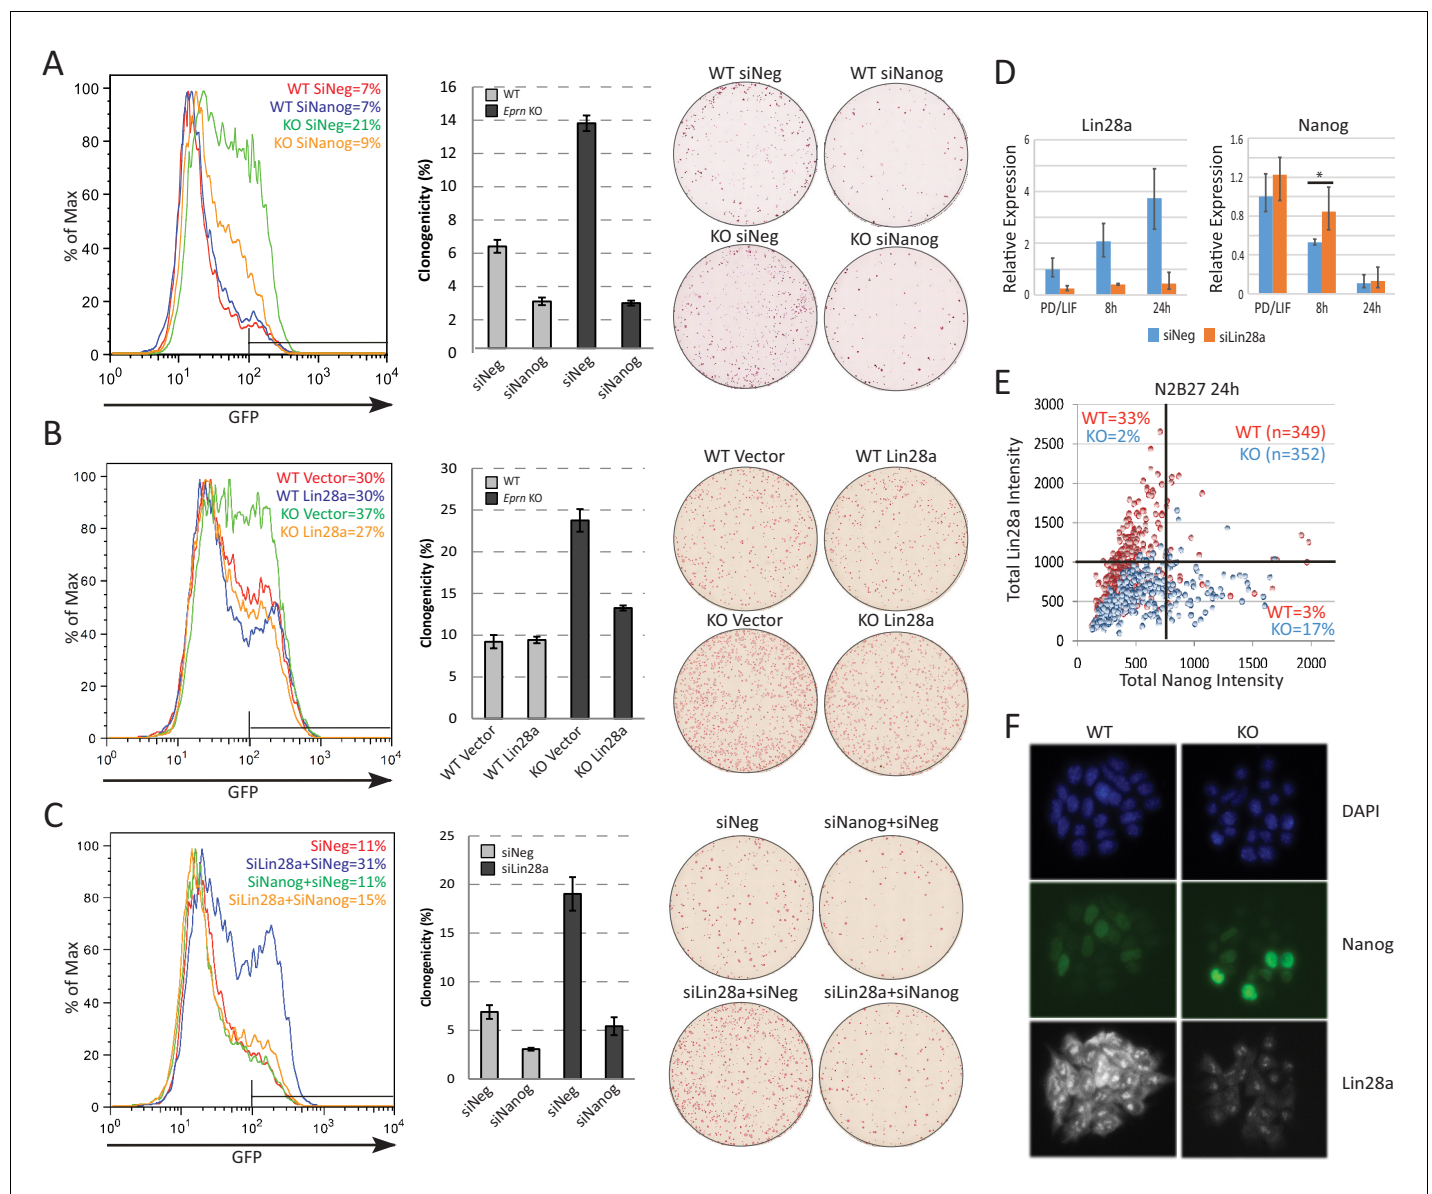 A
WT SiNeg=7%
WT SiNanog=7%
KO SiNeg=21%
KO SiNanog=9%
% of Max
100
80
60
40
20
0
10^0 10^1 10^2 10^3 10^4
GFP
Clonogenicity (%)
16
14
12
10
8
6
4
2
0
WT
Eprn KO
siNeg siNanog siNeg siNanog
WT siNeg WT siNanog
KO siNeg KO siNanog
B
WT Vector=30%
WT Lin28a=30%
KO Vector=37%
KO Lin28a=27%
% of Max
100
80
60
40
20
0
10^0 10^1 10^2 10^3 10^4
GFP
Clonogenicity (%)
30
25
20
15
10
5
0
WT
Eprn KO
WT Vector WT Lin28a KO Vector KO Lin28a
WT Vector WT Lin28a
KO Vector KO Lin28a
C
SiNeg=11%
SiLin28a+SiNeg=31%
SiNanog+siNeg=11%
SiLin28a+SiNanog=15%
% of Max
100
80
60
40
20
0
10^0 10^1 10^2 10^3 10^4
GFP
Clonogenicity (%)
25
20
15
10
5
0
siNeg
siLin28a
siNeg siNanog siNeg siNanog
siNeg siNanog+siNeg
siLin28a+siNeg siLin28a+siNanog
D
Lin28a
Relative Expression
6
4
2
0
PD/LIF 8h 24h
Nanog
Relative Expression
1.6
1.2
0.8
0.4
0
*
PD/LIF 8h 24h
siNeg siLin28a
E
N2B27 24h
Total Lin28a Intensity
3000
2500
2000
1500
1000
500
0
WT=33%
KO=2%
WT (n=349)
KO (n=352)
WT=3%
KO=17%
0 500 1000 1500 2000
Total Nanog Intensity
F
WT KO
DAPI
Nanog
Lin28a